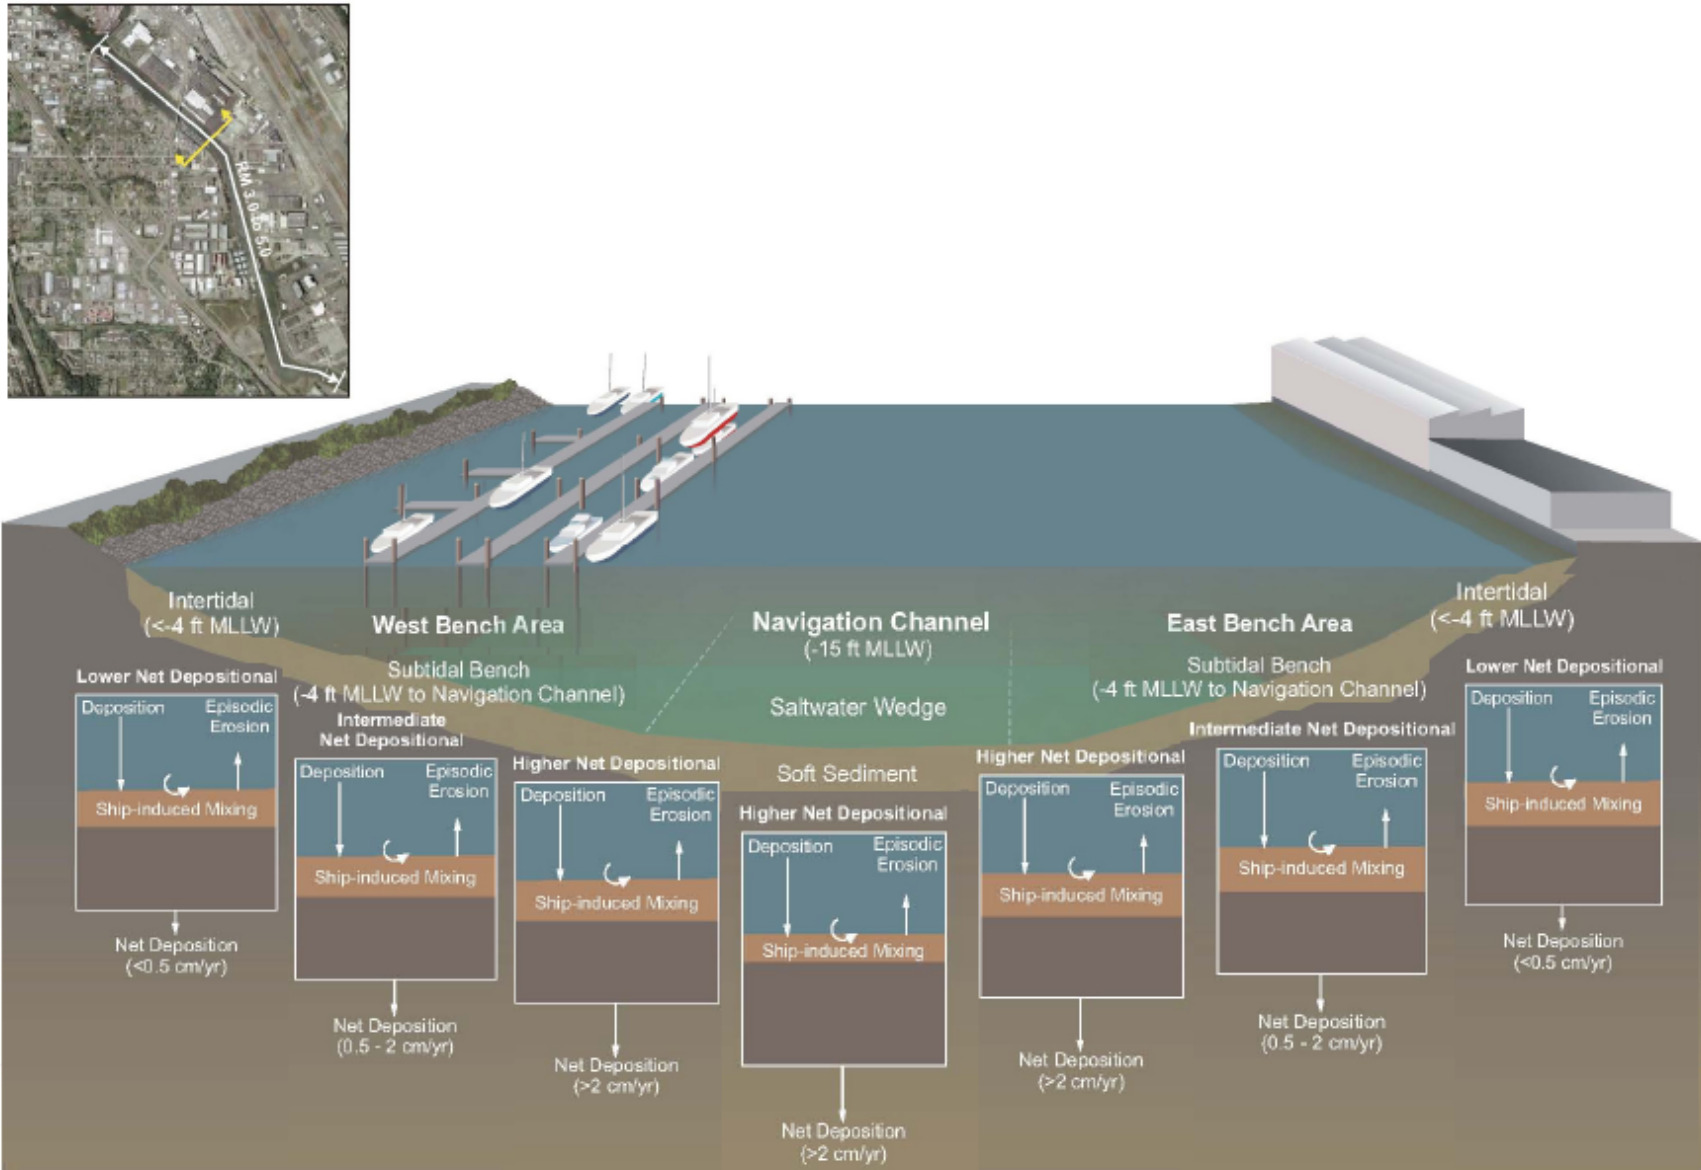 RM 3.0 to 5.0
Intertidal
(<-4 ft MLLW)
West Bench Area
Subtidal Bench
(-4 ft MLLW to Navigation Channel)
Navigation Channel
(-15 ft MLLW)
Saltwater Wedge
Soft Sediment
East Bench Area
Subtidal Bench
(-4 ft MLLW to Navigation Channel)
Intertidal
(<-4 ft MLLW)
Lower Net Depositional
Deposition
Episodic
Erosion
Ship-induced Mixing
Net Deposition
(<0.5 cm/yr)
Intermediate
Net Depositional
Deposition
Episodic
Erosion
Ship-induced Mixing
Net Deposition
(0.5 - 2 cm/yr)
Higher Net Depositional
Deposition
Episodic
Erosion
Ship-induced Mixing
Net Deposition
(>2 cm/yr)
Higher Net Depositional
Deposition
Episodic
Erosion
Ship-induced Mixing
Net Deposition
(>2 cm/yr)
Higher Net Depositional
Deposition
Episodic
Erosion
Ship-induced Mixing
Net Deposition
(>2 cm/yr)
Intermediate Net Depositional
Deposition
Episodic
Erosion
Ship-induced Mixing
Net Deposition
(0.5 - 2 cm/yr)
Lower Net Depositional
Deposition
Episodic
Erosion
Ship-induced Mixing
Net Deposition
(<0.5 cm/yr)